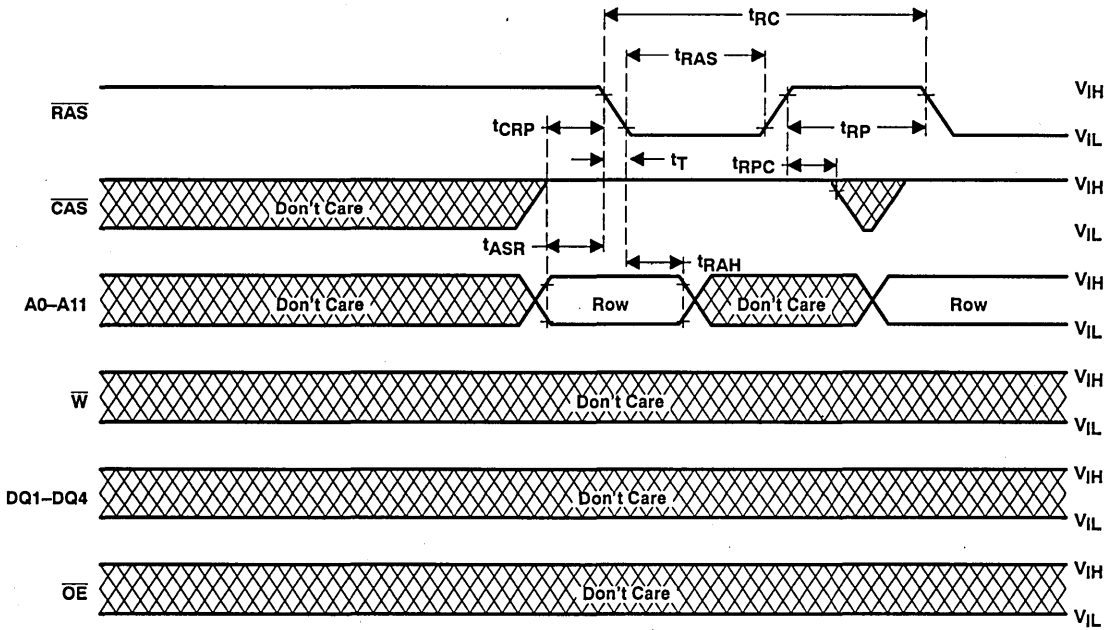 tRC
tRAS
RAS
VIH
VIL
tCRP
tRP
tT
tRPC
CAS
Don't Care
VIH
VIL
tASR
tRAH
A0–A11
Don't Care
Row
Don't Care
Row
VIH
VIL
W
Don't Care
VIH
VIL
DQ1–DQ4
Don't Care
VIH
VIL
OE
Don't Care
VIH
VIL